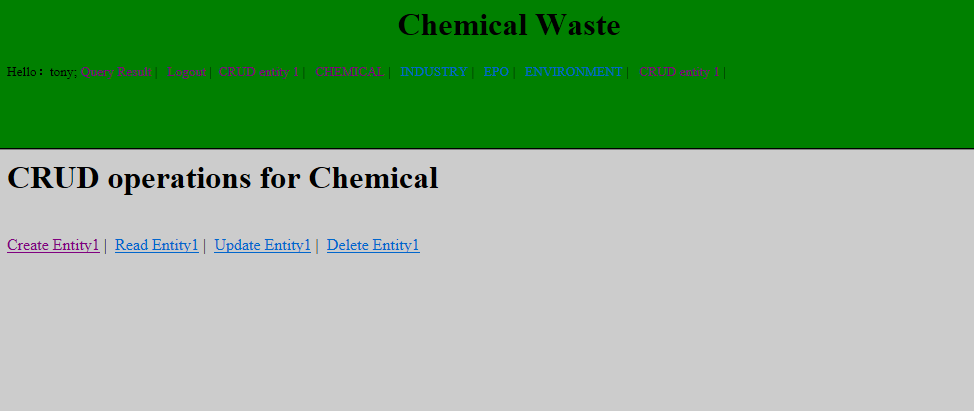 Chemical Waste
Hello：tony; Query Result | Logout | CRUD entity 1 | CHEMICAL | INDUSTRY | EPO | ENVIRONMENT | CRUD entity 1 |
CRUD operations for Chemical
Create Entity1 | Read Entity1 | Update Entity1 | Delete Entity1